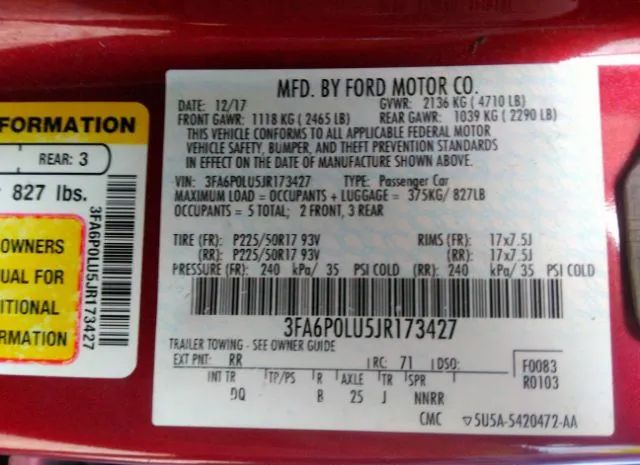 FORMATION
REAR: 3
827 lbs.
OWNERS
UAL FOR
ITIONAL
FORMATION
3FA6P0LU5JR173427
MFD. BY FORD MOTOR CO.
DATE: 12/17 GVWR: 2136 KG (4710 LB)
FRONT GAWR: 1118 KG (2465 LB) REAR GAWR: 1039 KG (2290 LB)
THIS VEHICLE CONFORMS TO ALL APPLICABLE FEDERAL MOTOR
VEHICLE SAFETY, BUMPER, AND THEFT PREVENTION STANDARDS
IN EFFECT ON THE DATE OF MANUFACTURE SHOWN ABOVE.
VIN: 3FA6P0LU5JR173427 TYPE: Passenger Car
MAXIMUM LOAD = OCCUPANTS + LUGGAGE = 375KG/ 827LB
OCCUPANTS = 5 TOTAL; 2 FRONT, 3 REAR
TIRE (FR): P225/50R17 93V RIMS (FR): 17x7.5J
(RR): P225/50R17 93V (RR): 17x7.5J
PRESSURE (FR): 240 kPa/ 35 PSI COLD (RR): 240 kPa/ 35 PSI COLD
3FA6P0LU5JR173427
TRAILER TOWING - SEE OWNER GUIDE
EXT PNT: RR RC: 71 DSO: F0083
R0103
INT TR TP/PS R AXLE TR SPR
DQ B 25 J NNRR
CMC ▽5U5A-5420472-AA